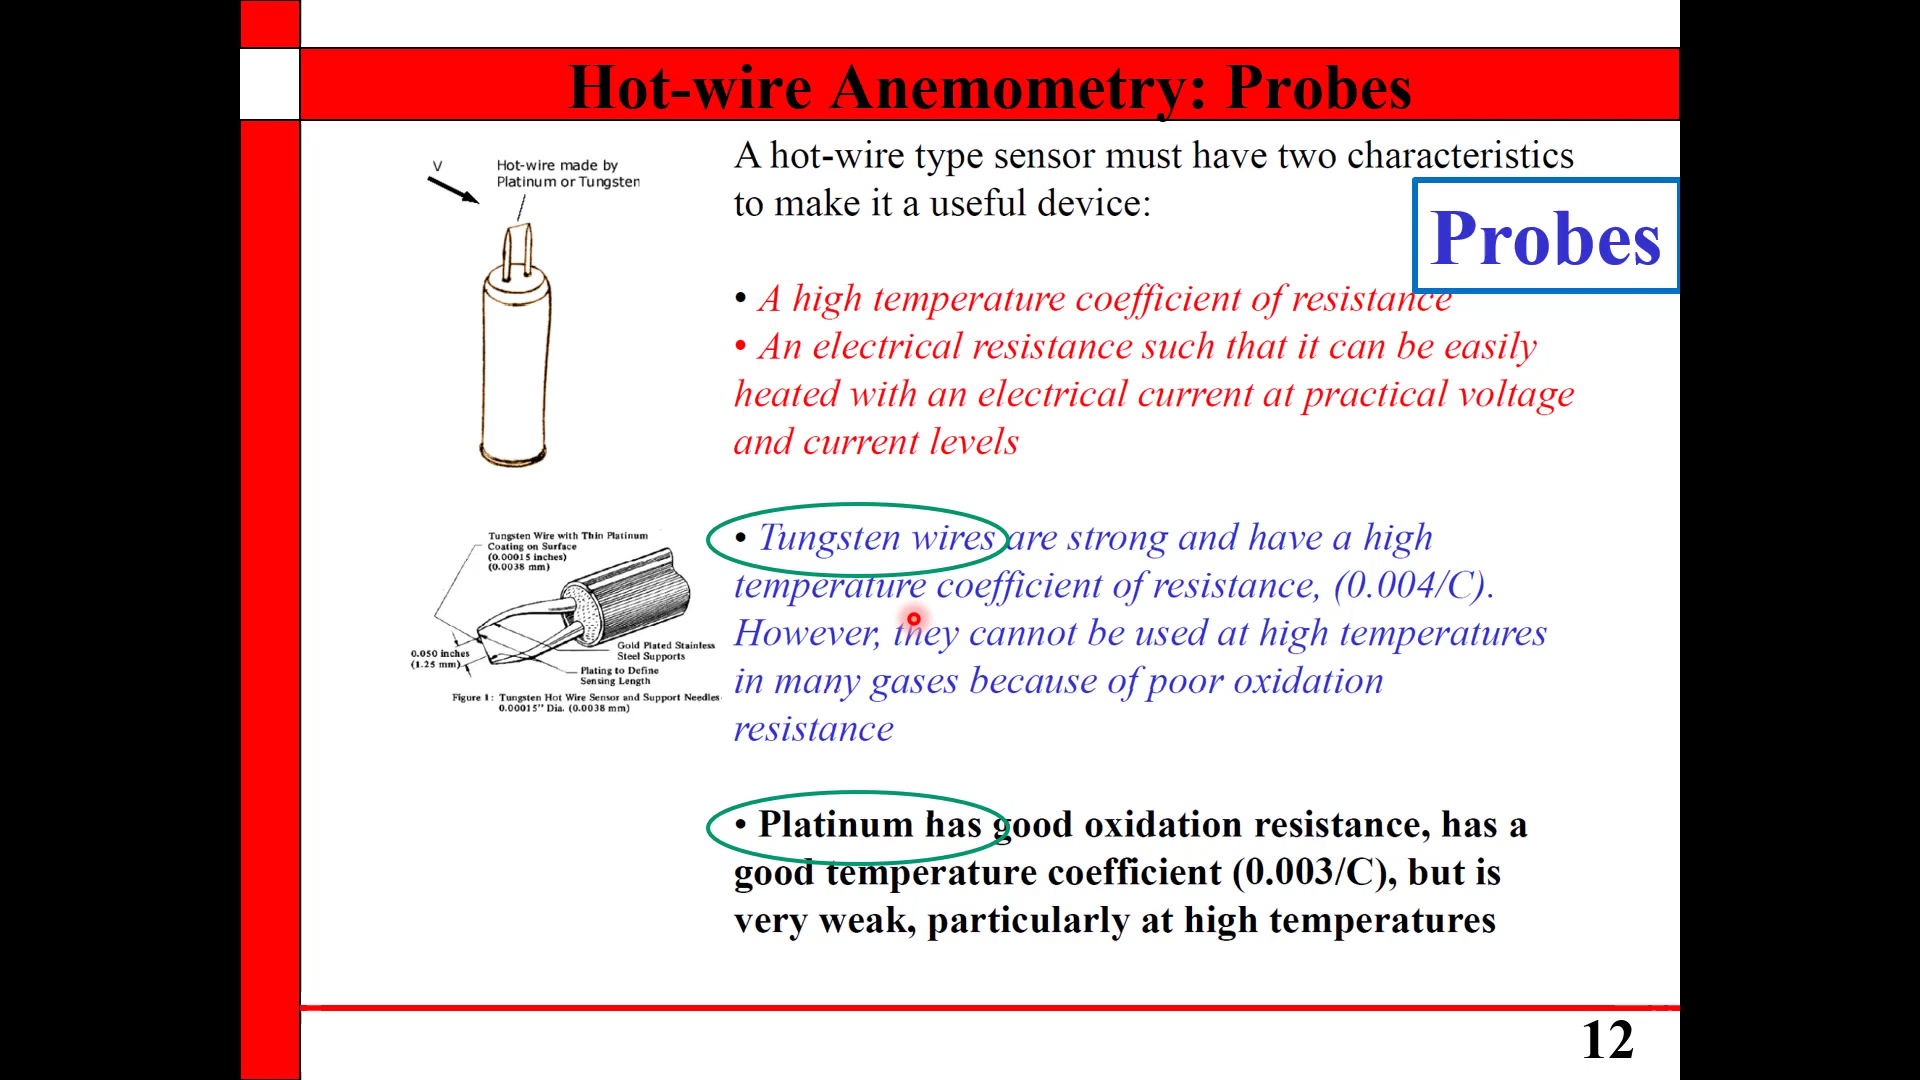 Hot-wire Anemometry: Probes
V
Hot-wire made by
Platinum or Tungsten
A hot-wire type sensor must have two characteristics
to make it a useful device:
Probes
• A high temperature coefficient of resistance
• An electrical resistance such that it can be easily
heated with an electrical current at practical voltage
and current levels
Tungsten Wire with Thin Platinum
Coating on Surface
(0.00015 inches)
(0.0038 mm)
0.050 inches
(1.25 mm)
Gold Plated Stainless
Steel Supports
Plating to Define
Sensing Length
Figure 1: Tungsten Hot Wire Sensor and Support Needles-
0.00015" Dia. (0.0038 mm)
• Tungsten wires are strong and have a high
temperature coefficient of resistance, (0.004/C).
However, they cannot be used at high temperatures
in many gases because of poor oxidation
resistance
• Platinum has good oxidation resistance, has a
good temperature coefficient (0.003/C), but is
very weak, particularly at high temperatures
12